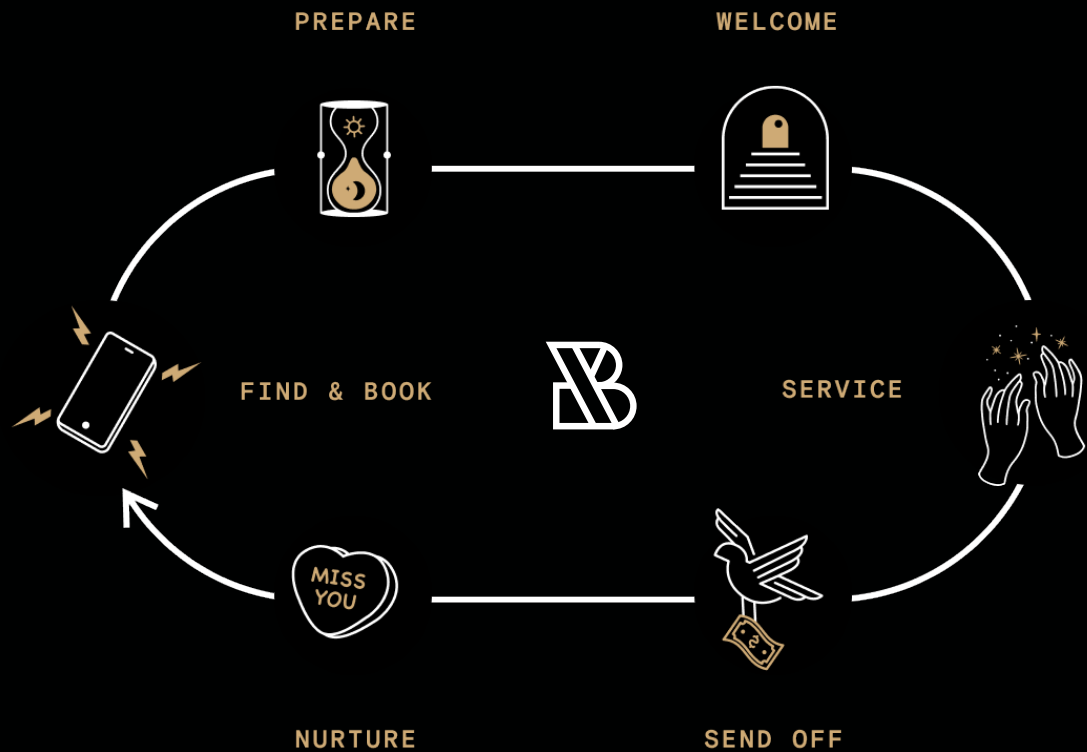 PREPARE
WELCOME
FIND & BOOK
B
SERVICE
MISS
YOU
$
NURTURE
SEND OFF